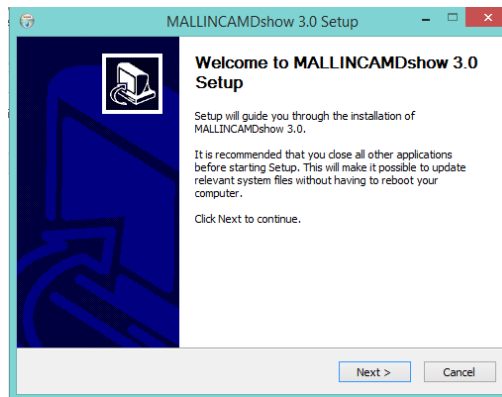 MALLINCAMDshow 3.0 Setup
Welcome to MALLINCAMDshow 3.0
Setup
Setup will guide you through the installation of
MALLINCAMDshow 3.0.
It is recommended that you close all other applications
before starting Setup. This will make it possible to update
relevant system files without having to reboot your
computer.
Click Next to continue.
Next >
Cancel